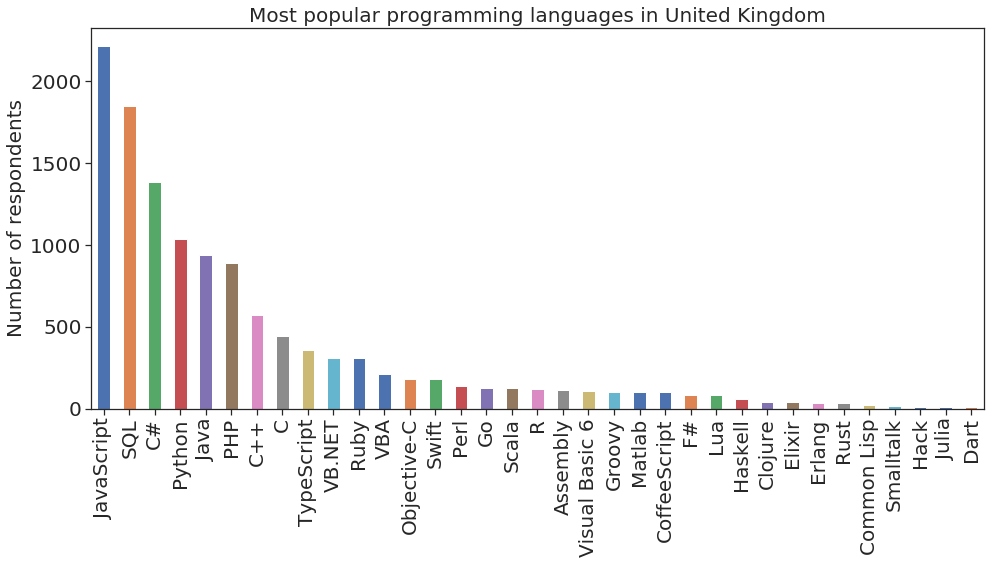 Most popular programming languages in United Kingdom
Number of respondents
2000
1500
1000
500
0
JavaScript
SQL
C#
Python
Java
PHP
C++
C
TypeScript
VB.NET
Ruby
VBA
Objective-C
Swift
Perl
Go
Scala
R
Assembly
Visual Basic 6
Groovy
Matlab
CoffeeScript
F#
Lua
Haskell
Clojure
Elixir
Erlang
Rust
Common Lisp
Smalltalk
Hack
Julia
Dart